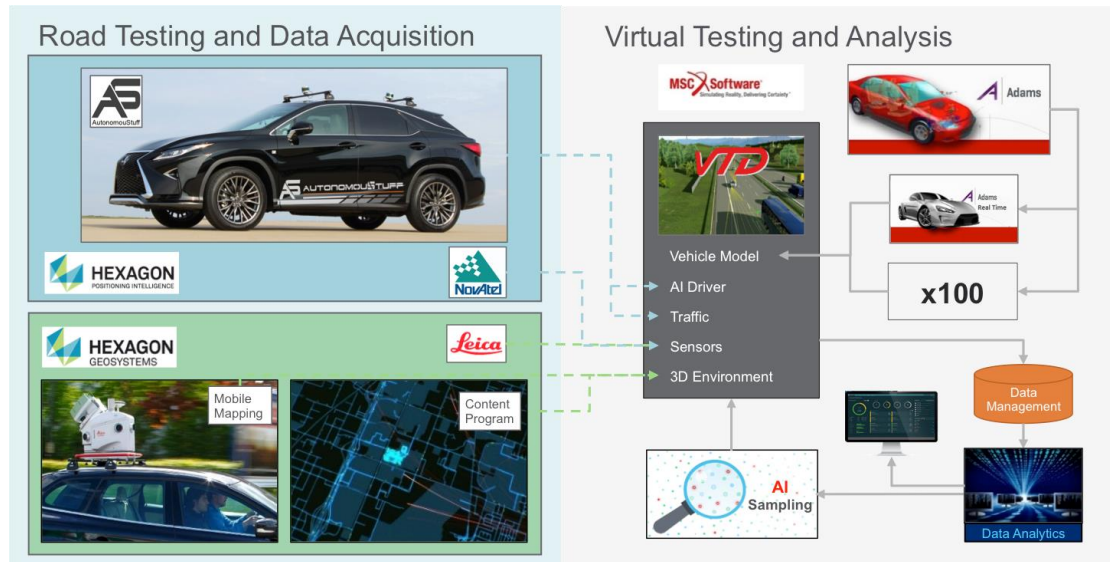 Road Testing and Data Acquisition
AS
AutonomouStuff
AS AUTONOMOUSTUFF
HEXAGON
POSITIONING INTELLIGENCE
NovAtel
HEXAGON
GEOSYSTEMS
Leica
Mobile
Mapping
Content
Program
Virtual Testing and Analysis
MSC Software
Simulating Reality, Delivering Certainty
Adams
VTD
Adams
Real Time
Vehicle Model
AI Driver
Traffic
Sensors
3D Environment
x100
Data
Management
AI
Sampling
Data Analytics